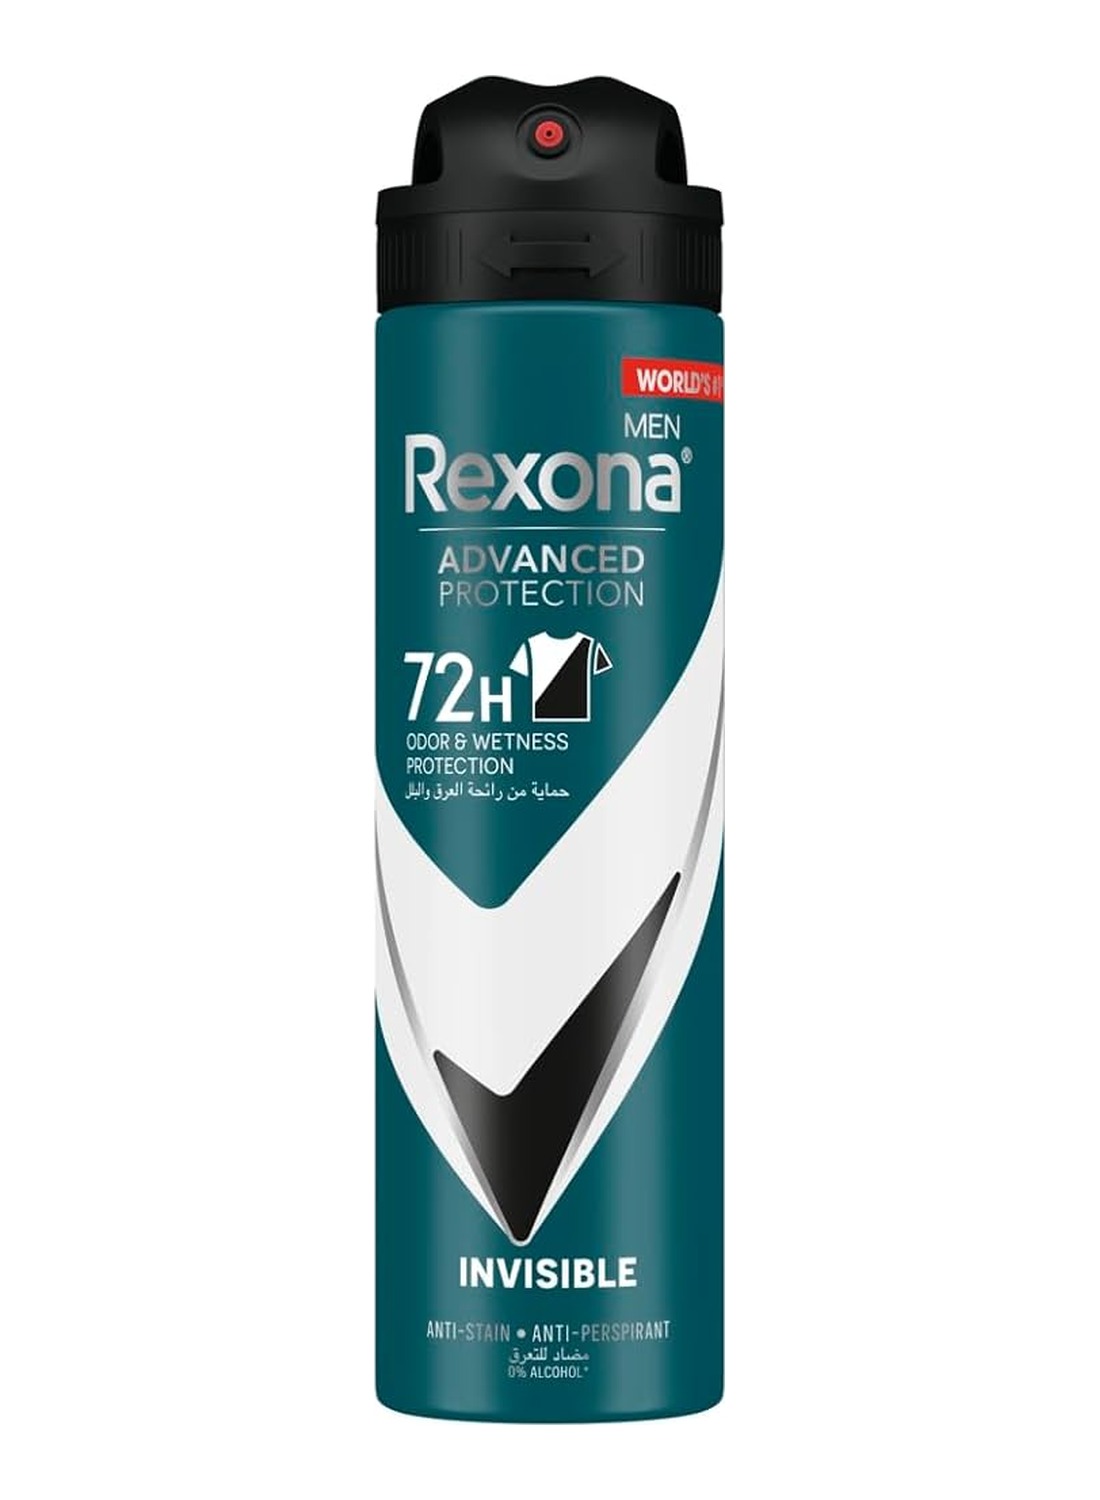 WORLD'S #1
MEN
Rexona®
ADVANCED
PROTECTION
72H
ODOR & WETNESS
PROTECTION
حماية من رائحة العرق والبلل
INVISIBLE
ANTI-STAIN • ANTI-PERSPIRANT
مضاد للتعرق
0% ALCOHOL*